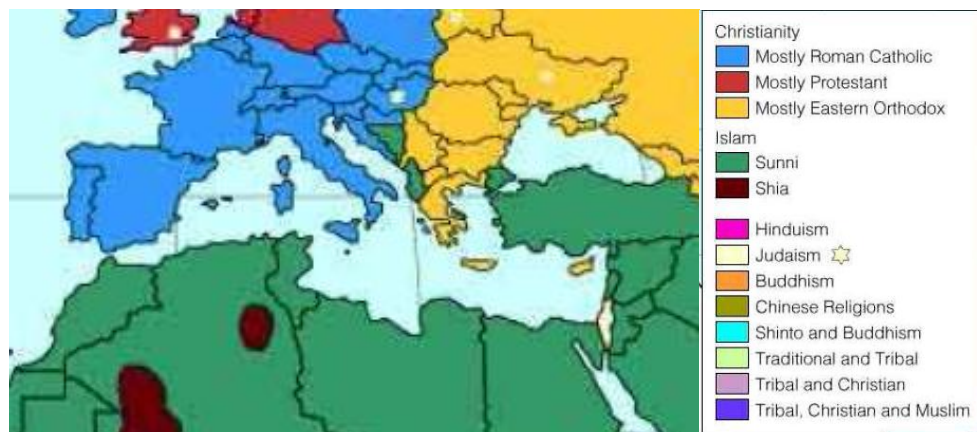 Christianity
Mostly Roman Catholic
Mostly Protestant
Mostly Eastern Orthodox
Islam
Sunni
Shia
Hinduism
Judaism
Buddhism
Chinese Religions
Shinto and Buddhism
Traditional and Tribal
Tribal and Christian
Tribal, Christian and Muslim